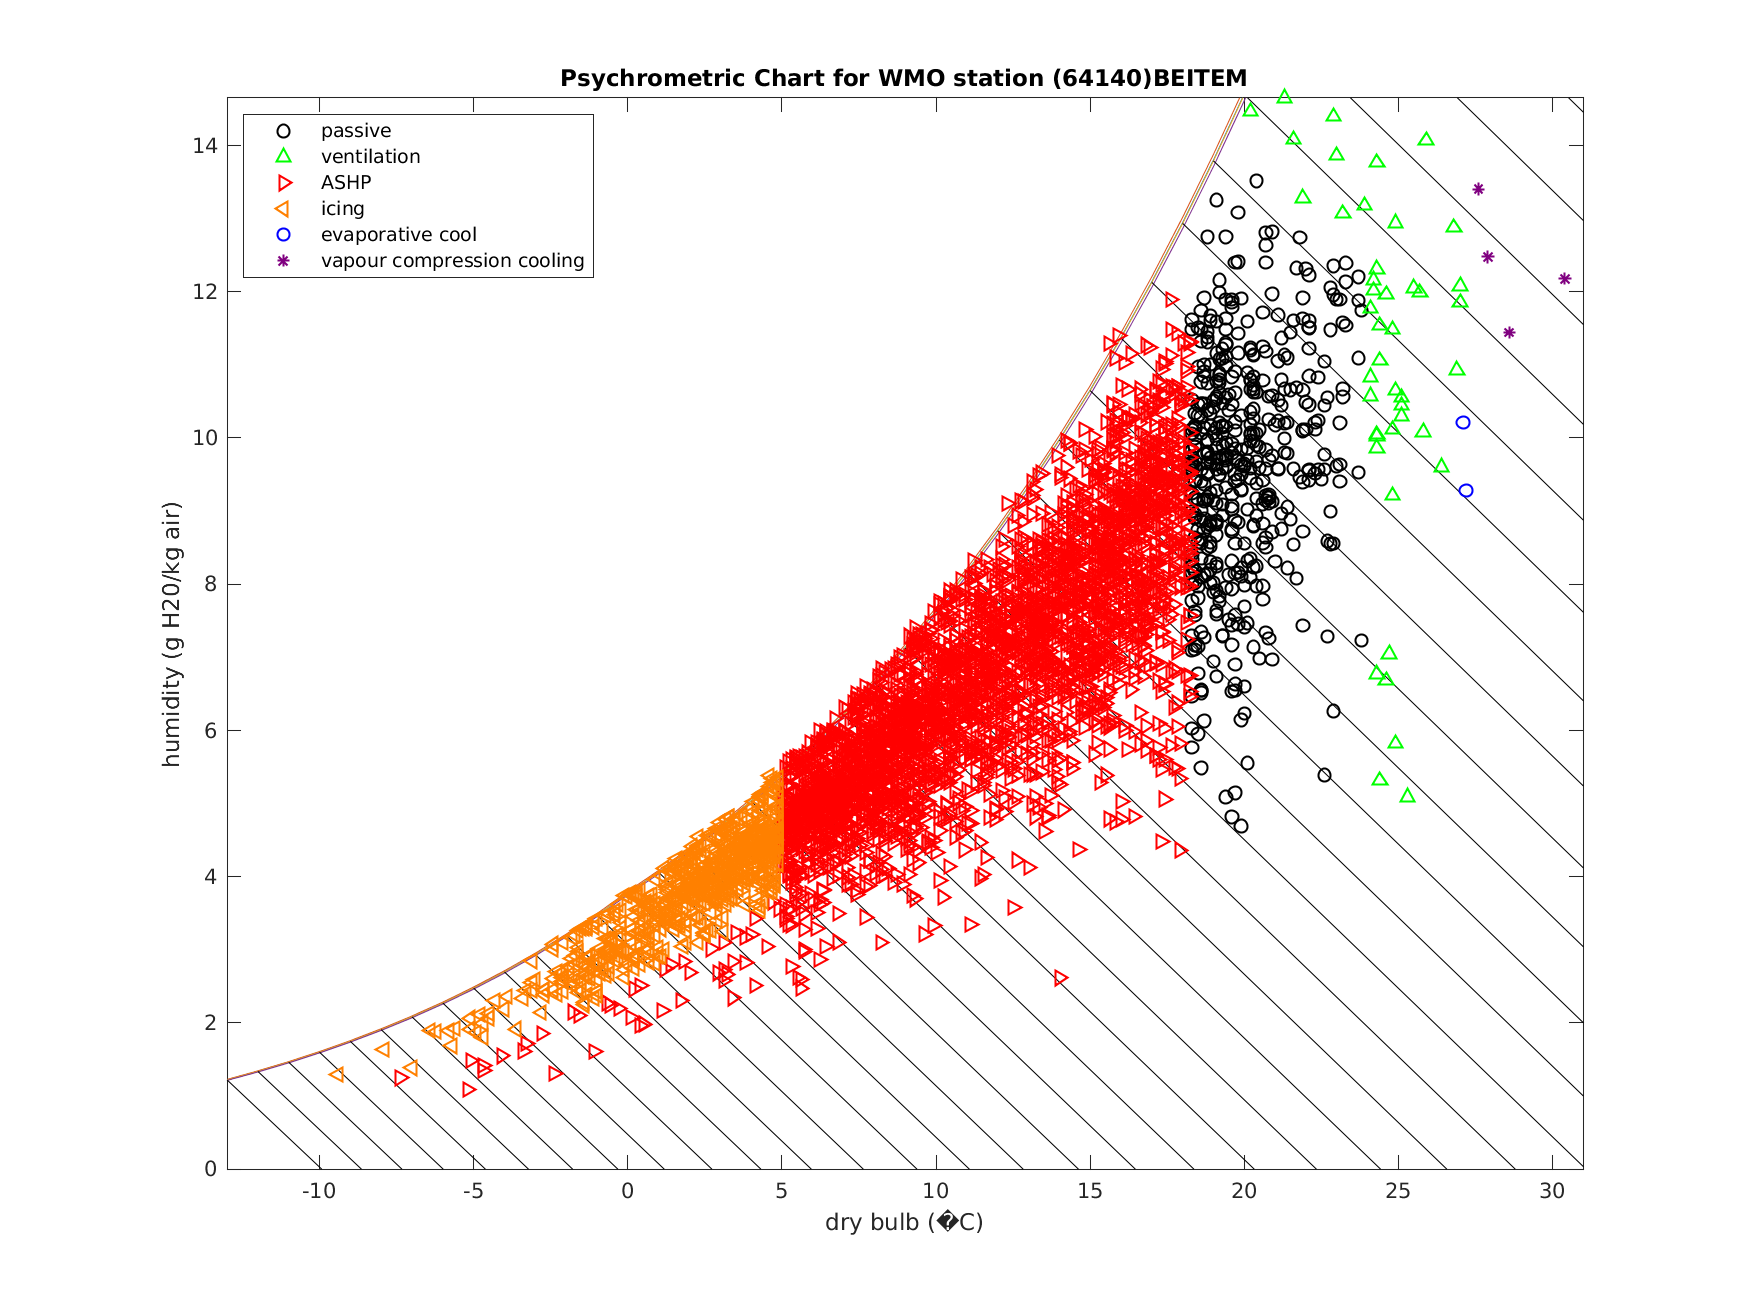 Psychrometric Chart for WMO station (64140)BEITEM
passive
ventilation
ASHP
icing
evaporative cool
vapour compression cooling
humidity (g H20/kg air)
14
12
10
8
6
4
2
0
-10 -5 0 5 10 15 20 25 30
dry bulb (�C)